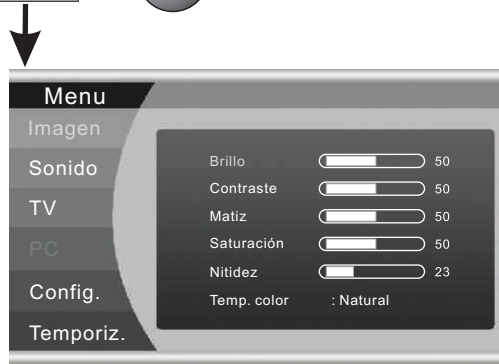 Menu
Imagen
Sonido
TV
PC
Config.
Temporiz.
Brillo 50
Contraste 50
Matiz 50
Saturación 50
Nitidez 23
Temp. color : Natural